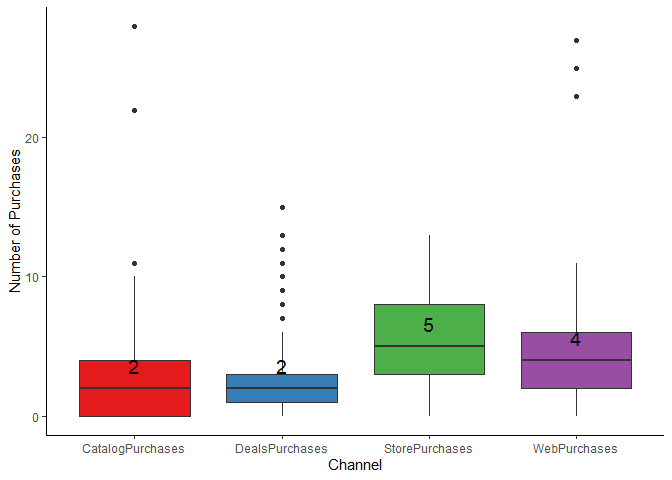 Number of Purchases
20
10
0
2
2
5
4
CatalogPurchases
DealsPurchases
StorePurchases
WebPurchases
Channel